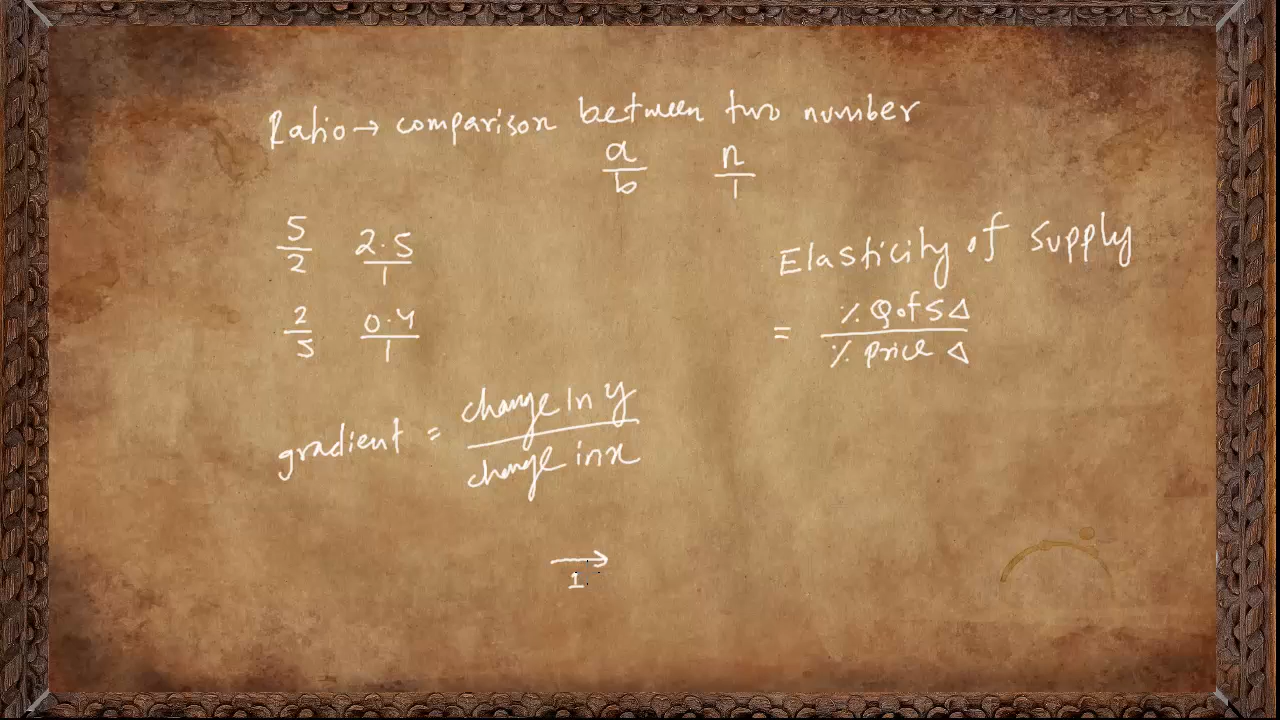 Ratio → comparison between two number
a/b n/1
5/2 2.5/1
2/5 0.4/1
gradient = change in y / change in x
→
1
Elasticity of supply
= % Q of S Δ / % price Δ